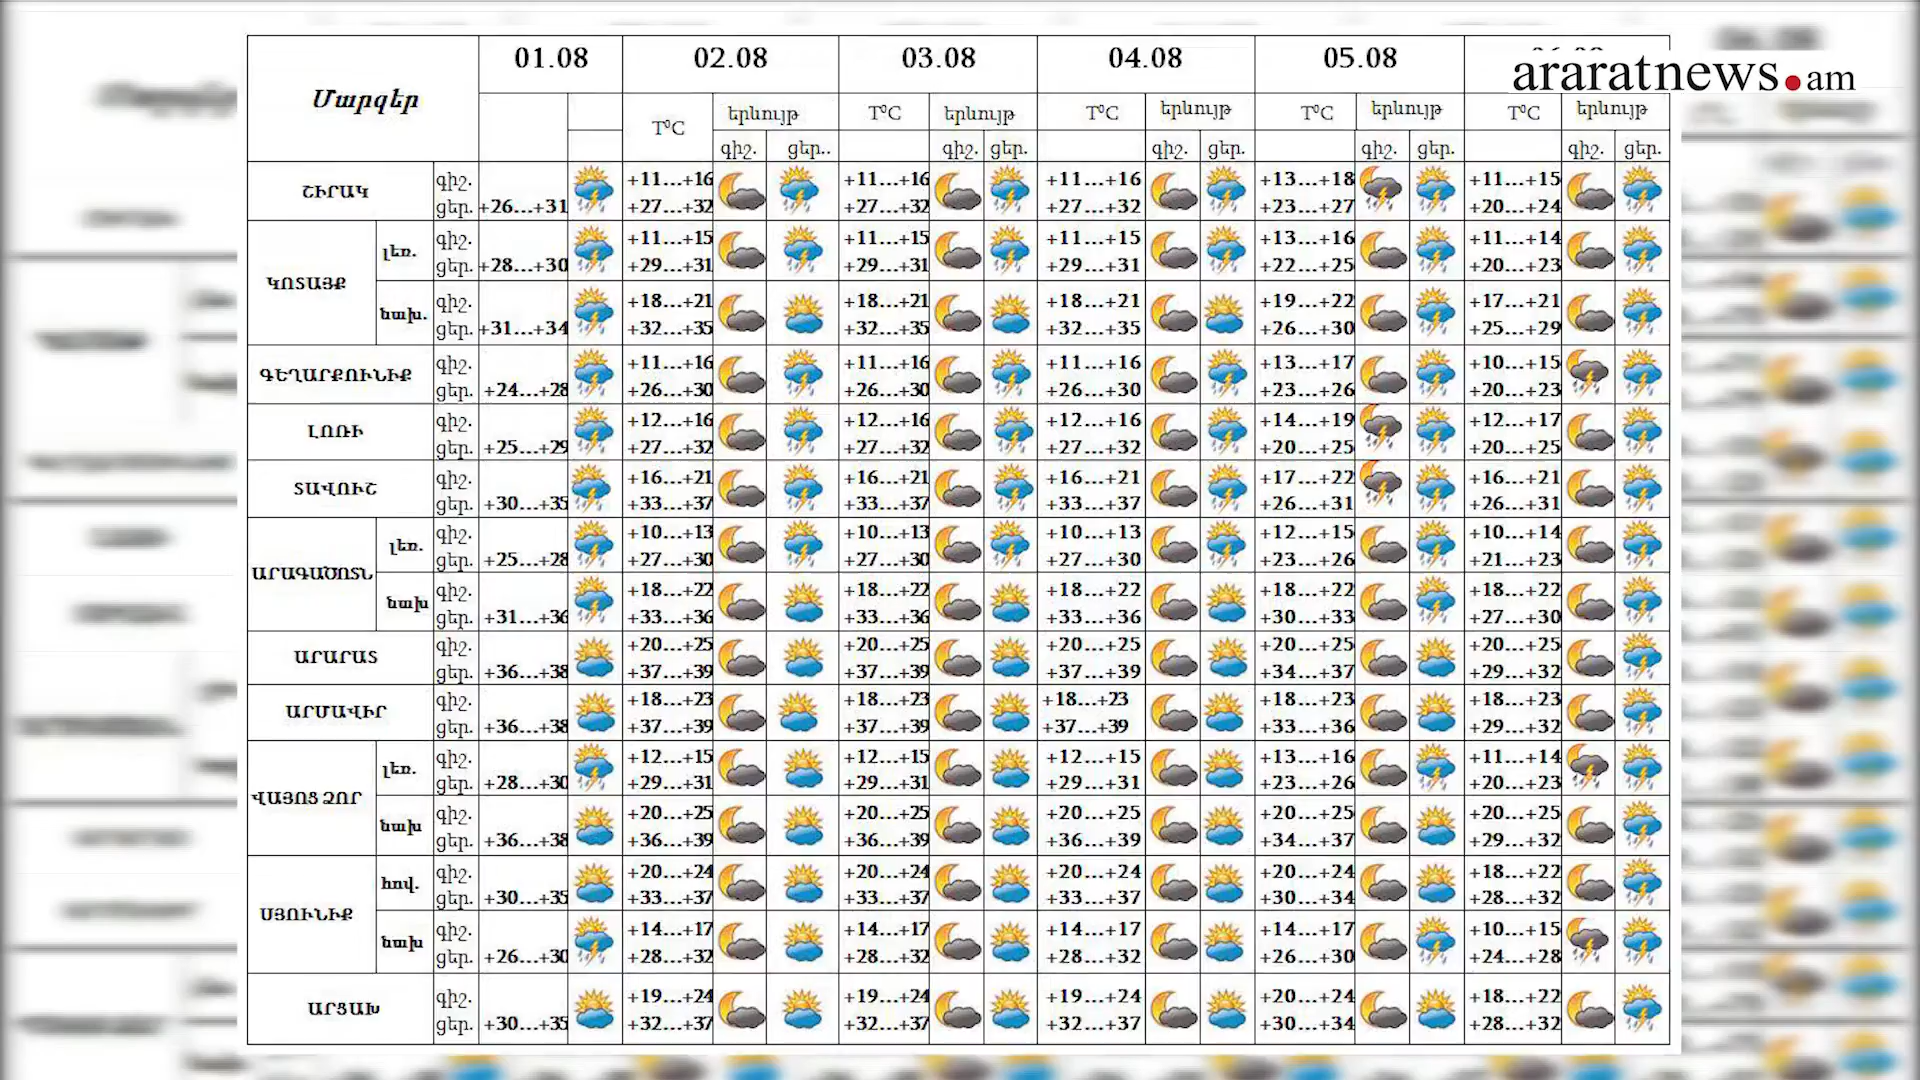 01.08 02.08 03.08 04.08 05.08
araratnews.am
Մարզեր
T⁰C երևույթ T⁰C երևույթ T⁰C երևույթ T⁰C երևույթ T⁰C երևույթ
գիշ. ցեր.. գիշ. ցեր. գիշ. ցեր. գիշ. ցեր. գիշ. ցեր.
ՇԻՐԱԿ գիշ. +11...+16 +11...+16 +11...+16 +13...+18 +11...+15
ցեր. +26...+31 +27...+32 +27...+32 +27...+32 +23...+27 +20...+24
ԿՈՏԱՅՔ լեռ. գիշ. +11...+15 +11...+15 +11...+15 +13...+16 +11...+14
ցեր. +28...+30 +29...+31 +29...+31 +29...+31 +22...+25 +20...+23
նախ. գիշ. +18...+21 +18...+21 +18...+21 +19...+22 +17...+21
ցեր. +31...+34 +32...+35 +32...+35 +32...+35 +26...+30 +25...+29
ԳԵՂԱՐՔՈՒՆԻՔ գիշ. +11...+16 +11...+16 +11...+16 +13...+17 +10...+15
ցեր. +24...+28 +26...+30 +26...+30 +26...+30 +23...+26 +20...+23
ԼՈՌԻ գիշ. +12...+16 +12...+16 +12...+16 +14...+19 +12...+17
ցեր. +25...+29 +27...+32 +27...+32 +27...+32 +20...+25 +20...+25
ՏԱՎՈՒՇ գիշ. +16...+21 +16...+21 +16...+21 +17...+22 +16...+21
ցեր. +30...+35 +33...+37 +33...+37 +33...+37 +26...+31 +26...+31
ԱՐԱԳԱԾՈՏՆ լեռ. գիշ. +10...+13 +10...+13 +10...+13 +12...+15 +10...+14
ցեր. +25...+28 +27...+30 +27...+30 +27...+30 +23...+26 +21...+23
նախ գիշ. +18...+22 +18...+22 +18...+22 +18...+22 +18...+22
ցեր. +31...+36 +33...+36 +33...+36 +33...+36 +30...+33 +27...+30
ԱՐԱՐԱՏ գիշ. +20...+25 +20...+25 +20...+25 +20...+25 +20...+25
ցեր. +36...+38 +37...+39 +37...+39 +37...+39 +34...+37 +29...+32
ԱՐՄԱՎԻՐ գիշ. +18...+23 +18...+23 +18...+23 +18...+23 +18...+23
ցեր. +36...+38 +37...+39 +37...+39 +37...+39 +33...+36 +29...+32
ՎԱՅՈՑ ՁՈՐ լեռ. գիշ. +12...+15 +12...+15 +12...+15 +13...+16 +11...+14
ցեր. +28...+30 +29...+31 +29...+31 +29...+31 +23...+26 +20...+23
նախ գիշ. +20...+25 +20...+25 +20...+25 +20...+25 +20...+25
ցեր. +36...+38 +36...+39 +36...+39 +36...+39 +34...+37 +29...+32
ՍՅՈՒՆԻՔ հով. գիշ. +20...+24 +20...+24 +20...+24 +20...+24 +18...+22
ցեր. +30...+35 +33...+37 +33...+37 +33...+37 +30...+34 +28...+32
նախ գիշ. +14...+17 +14...+17 +14...+17 +14...+17 +10...+15
ցեր. +26...+30 +28...+32 +28...+32 +28...+32 +26...+30 +24...+28
ԱՐՑԱԽ գիշ. +19...+24 +19...+24 +19...+24 +20...+24 +18...+22
ցեր. +30...+35 +32...+37 +32...+37 +32...+37 +30...+34 +28...+32